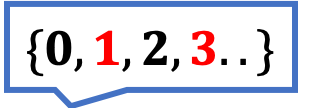 {0, 1, 2, 3..}